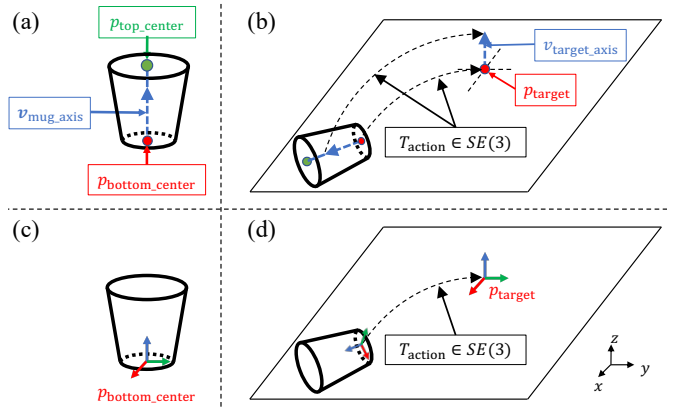 (a)
p_top_center
v_mug_axis
p_bottom_center
(b)
v_target_axis
p_target
T_action ∈ SE(3)
(c)
p_bottom_center
(d)
p_target
T_action ∈ SE(3)
z
y
x